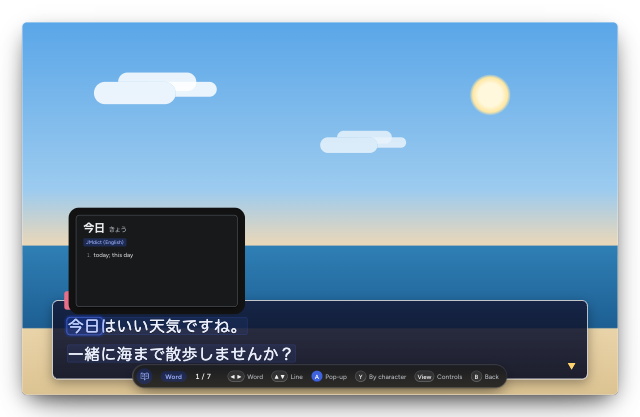 今日 きょう
JMdict (English)
1. today; this day
今日はいい天気ですね。
一緒に海まで散歩しませんか？
Word 1 / 7 Word Line A Pop-up Y By character View Controls B Back